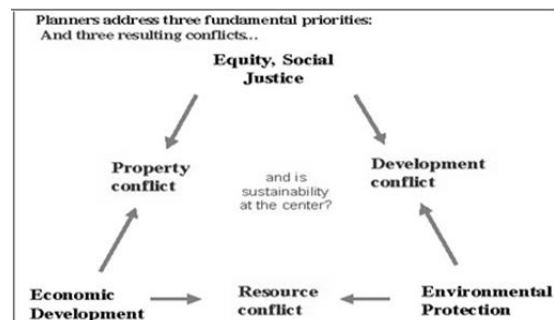 Planners address three fundamental priorities:
And three resulting conflicts...
Equity, Social
Justice
Property
conflict
and is
sustainability
at the center?
Development
conflict
Economic
Development
Resource
conflict
Environmental
Protection